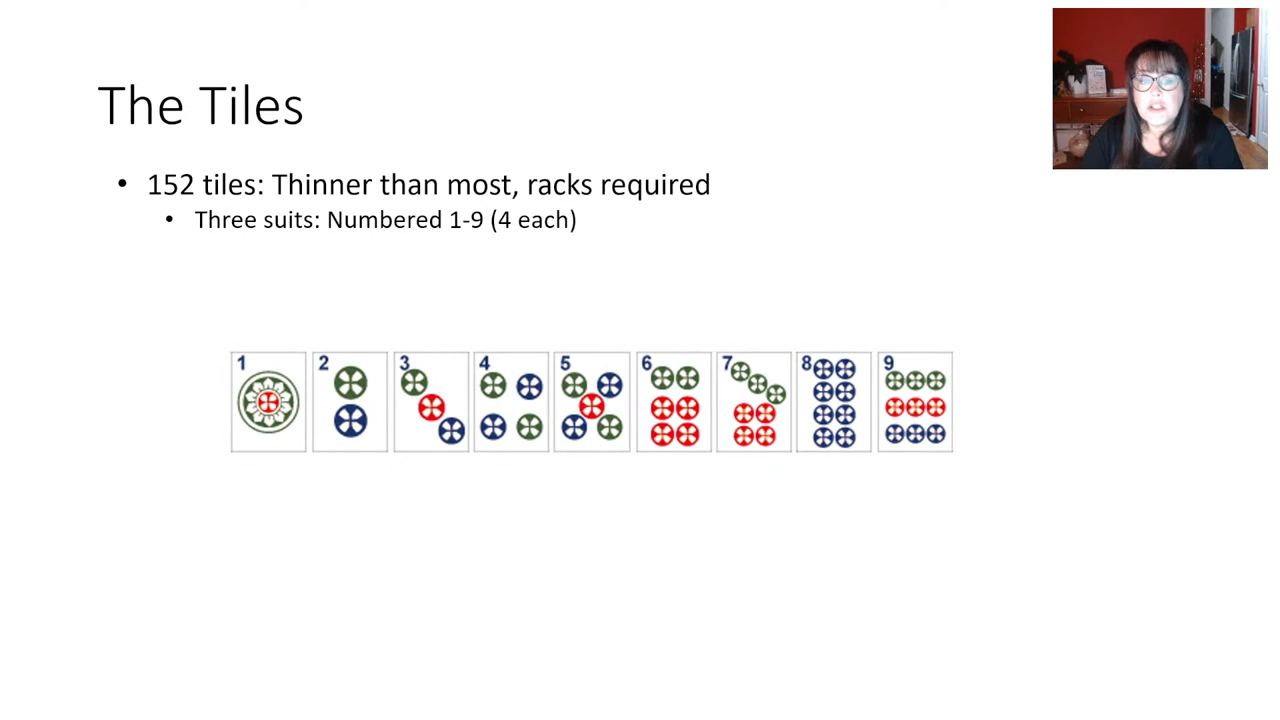 The Tiles
• 152 tiles: Thinner than most, racks required
• Three suits: Numbered 1-9 (4 each)
1 2 3 4 5 6 7 8 9